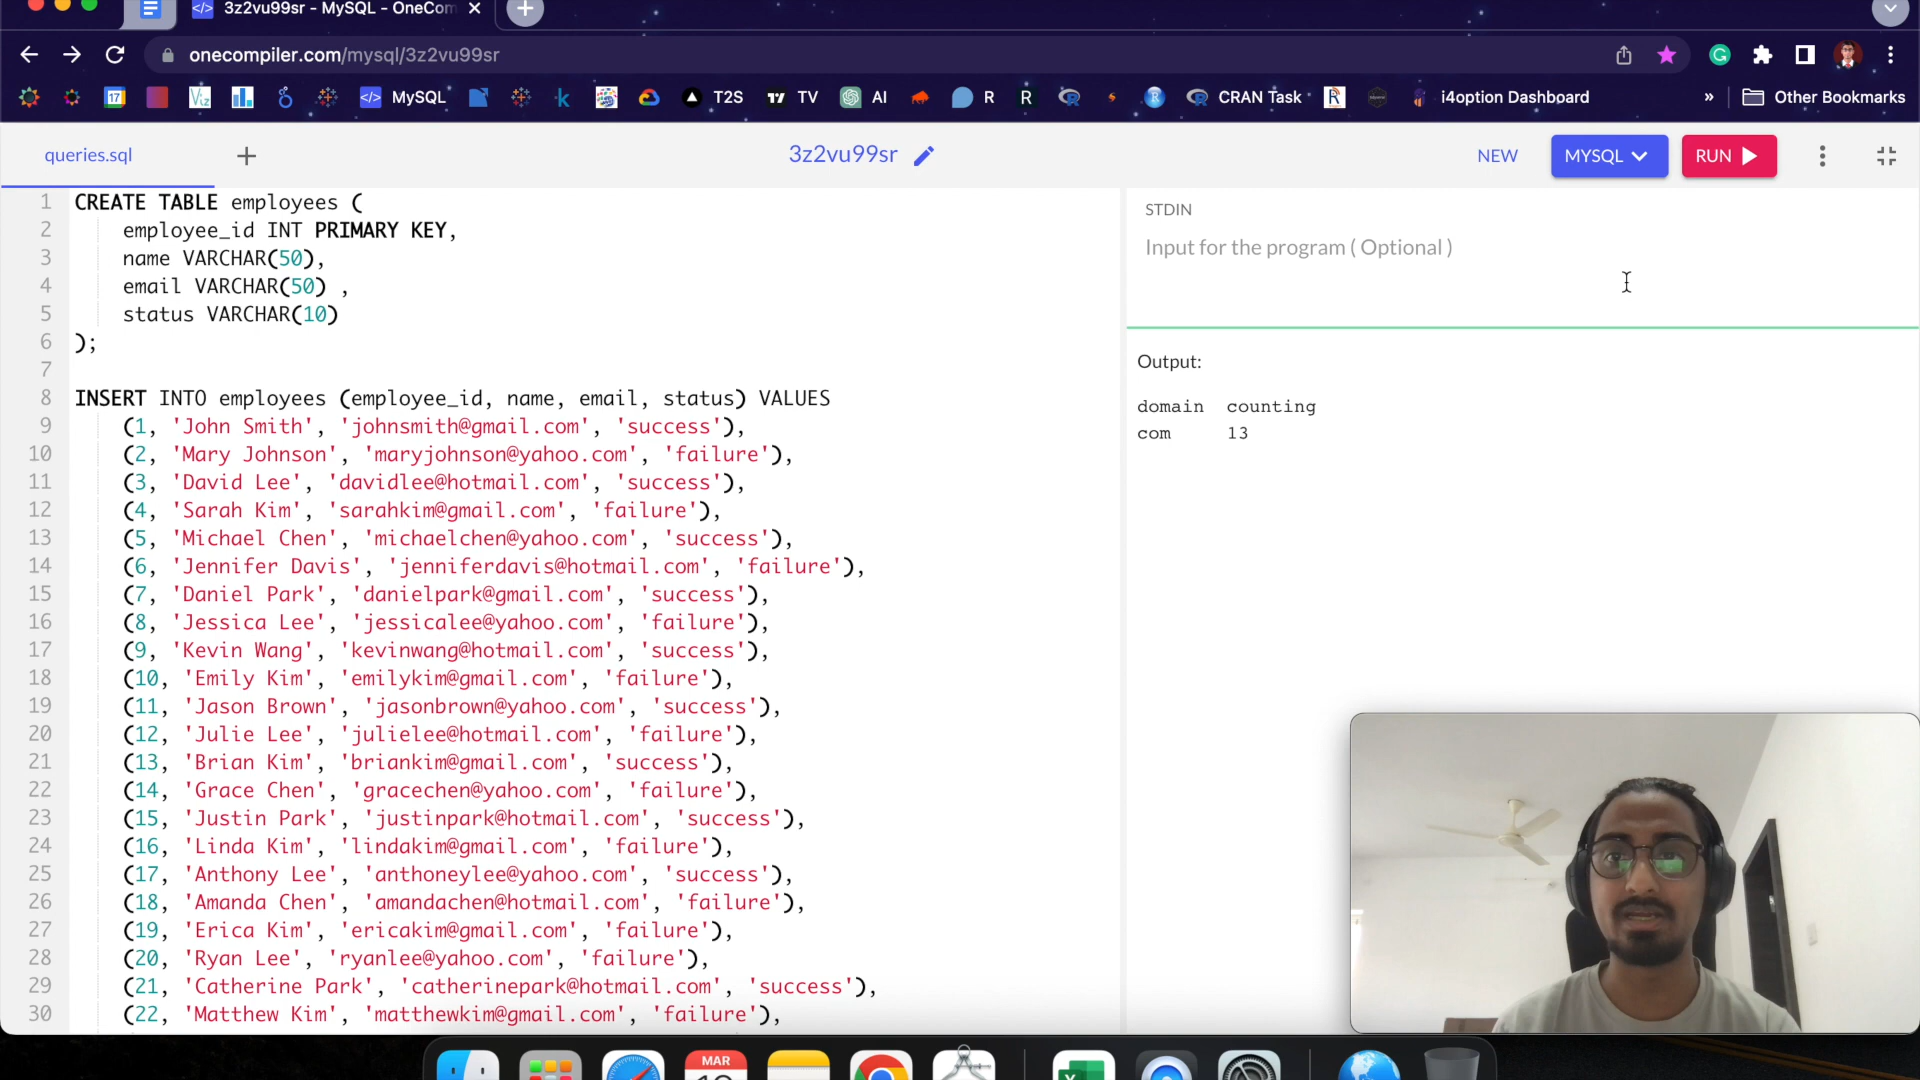 3z2vu99sr - MySQL - OneCom
onecompiler.com/mysql/3z2vu99sr
17
Viz
MySQL
T2S
TV
AI
R
R
CRAN Task
R
i4option Dashboard
»
Other Bookmarks
queries.sql
3z2vu99sr
NEW
MYSQL
RUN
1 CREATE TABLE employees (
2 employee_id INT PRIMARY KEY,
3 name VARCHAR(50),
4 email VARCHAR(50) ,
5 status VARCHAR(10)
6 );
7
8 INSERT INTO employees (employee_id, name, email, status) VALUES
9 (1, 'John Smith', 'johnsmith@gmail.com', 'success'),
10 (2, 'Mary Johnson', 'maryjohnson@yahoo.com', 'failure'),
11 (3, 'David Lee', 'davidlee@hotmail.com', 'success'),
12 (4, 'Sarah Kim', 'sarahkim@gmail.com', 'failure'),
13 (5, 'Michael Chen', 'michaelchen@yahoo.com', 'success'),
14 (6, 'Jennifer Davis', 'jenniferdavis@hotmail.com', 'failure'),
15 (7, 'Daniel Park', 'danielpark@gmail.com', 'success'),
16 (8, 'Jessica Lee', 'jessicalee@yahoo.com', 'failure'),
17 (9, 'Kevin Wang', 'kevinwang@hotmail.com', 'success'),
18 (10, 'Emily Kim', 'emilykim@gmail.com', 'failure'),
19 (11, 'Jason Brown', 'jasonbrown@yahoo.com', 'success'),
20 (12, 'Julie Lee', 'julielee@hotmail.com', 'failure'),
21 (13, 'Brian Kim', 'briankim@gmail.com', 'success'),
22 (14, 'Grace Chen', 'gracechen@yahoo.com', 'failure'),
23 (15, 'Justin Park', 'justinpark@hotmail.com', 'success'),
24 (16, 'Linda Kim', 'lindakim@gmail.com', 'failure'),
25 (17, 'Anthony Lee', 'anthoneylee@yahoo.com', 'success'),
26 (18, 'Amanda Chen', 'amandachen@hotmail.com', 'failure'),
27 (19, 'Erica Kim', 'ericakim@gmail.com', 'failure'),
28 (20, 'Ryan Lee', 'ryanlee@yahoo.com', 'failure'),
29 (21, 'Catherine Park', 'catherinepark@hotmail.com', 'success'),
30 (22, 'Matthew Kim', 'matthewkim@gmail.com', 'failure'),
STDIN
Input for the program ( Optional )
Output:
domain counting
com 13
MAR